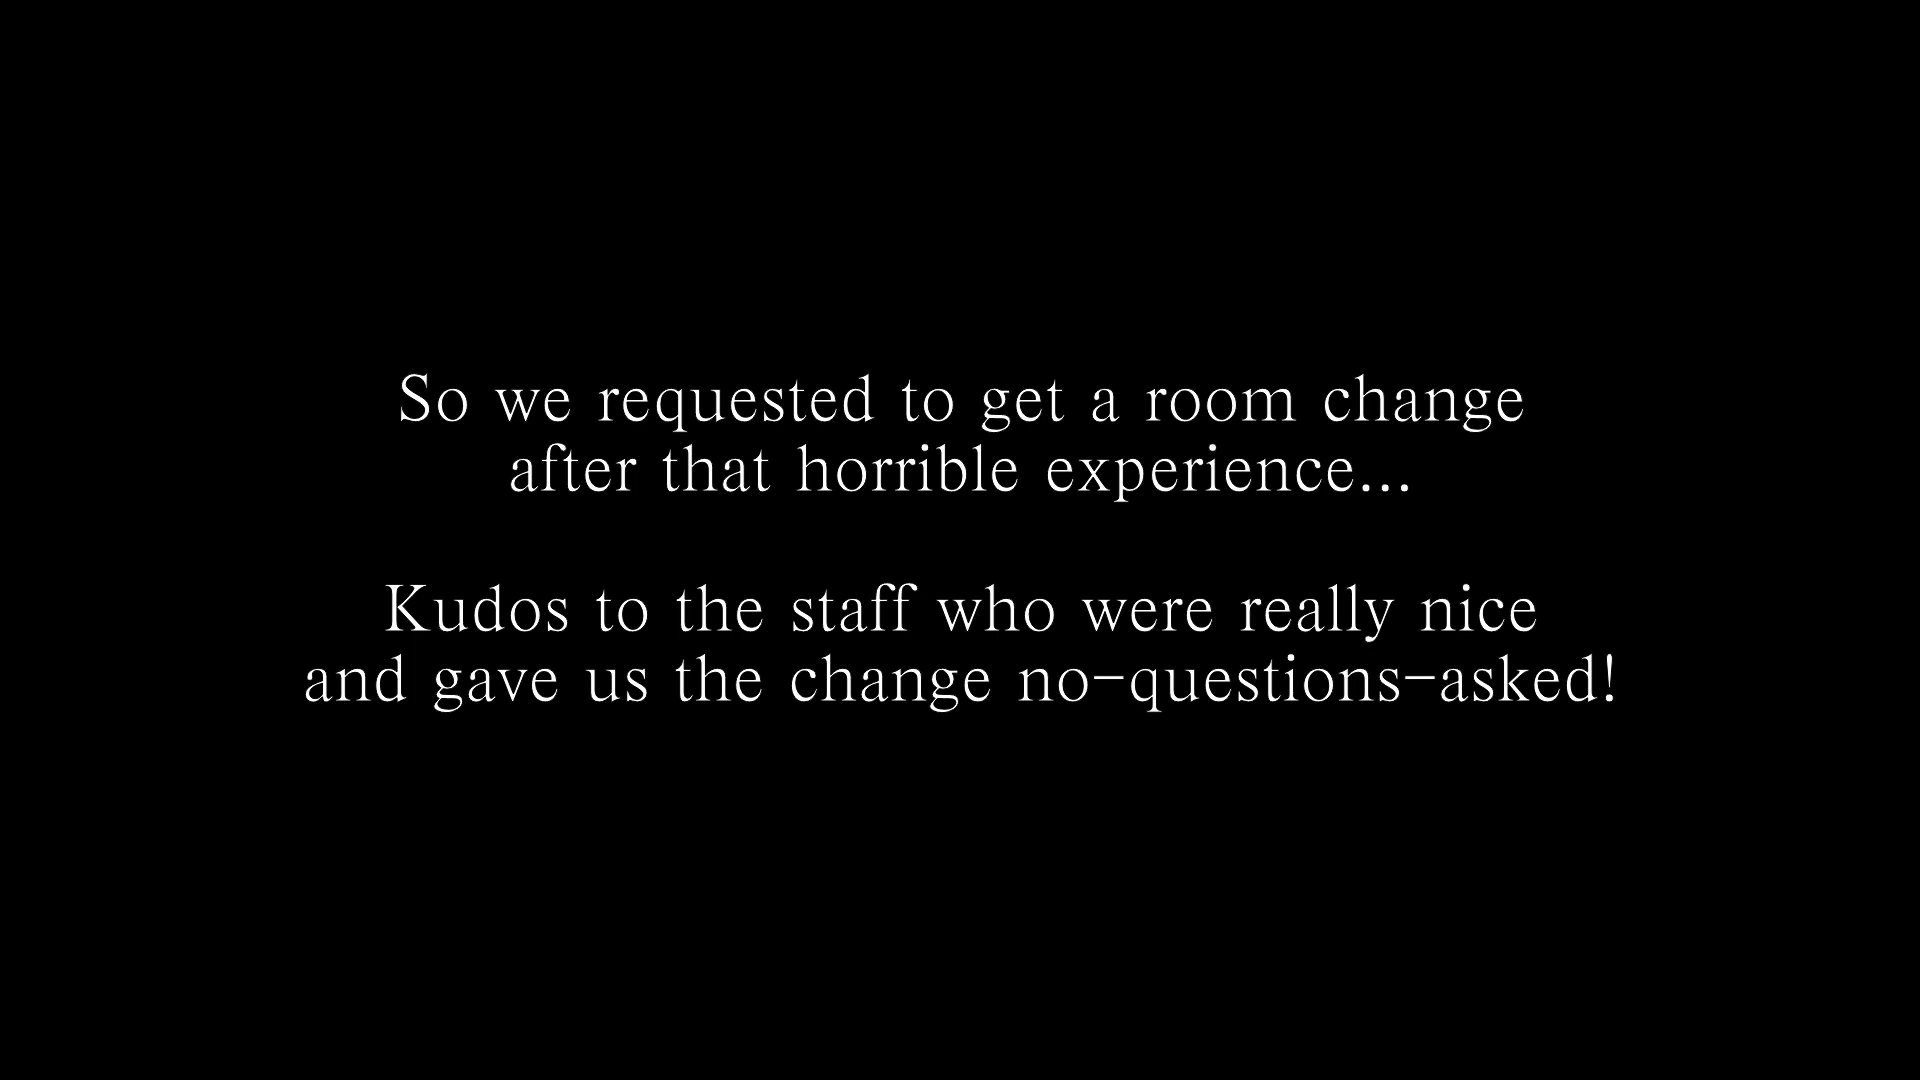 So we requested to get a room change
after that horrible experience...
Kudos to the staff who were really nice
and gave us the change no-questions-asked!